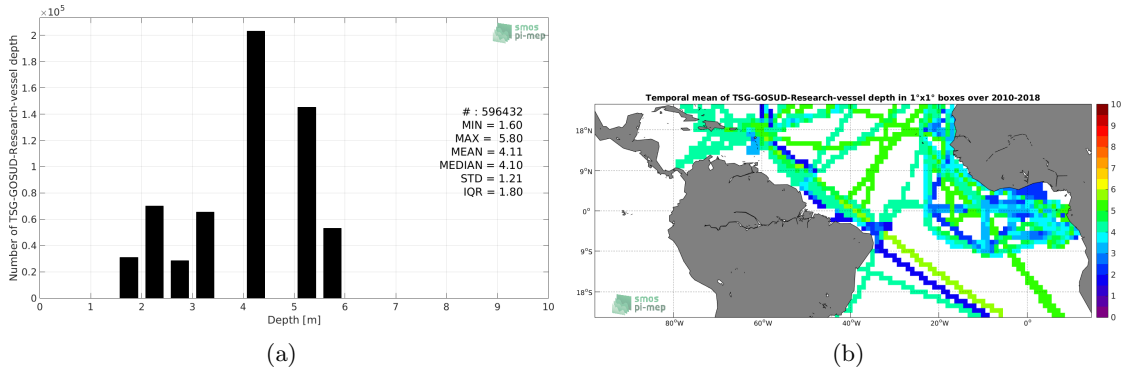 ×10⁵
2
1.8
1.6
1.4
1.2
1
0.8
0.6
0.4
0.2
0
Number of TSG-GOSUD-Research-vessel depth
smos
pi-mep
# : 596432
MIN = 1.60
MAX = 5.80
MEAN = 4.11
MEDIAN = 4.10
STD = 1.21
IQR = 1.80
0 1 2 3 4 5 6 7 8 9 10
Depth [m]
(a)
Temporal mean of TSG-GOSUD-Research-vessel depth in 1°x1° boxes over 2010-2018
18°N
9°N
0°
9°S
18°S
smos
pi-mep
80°W 60°W 40°W 20°W 0°
10
9
8
7
6
5
4
3
2
1
0
(b)